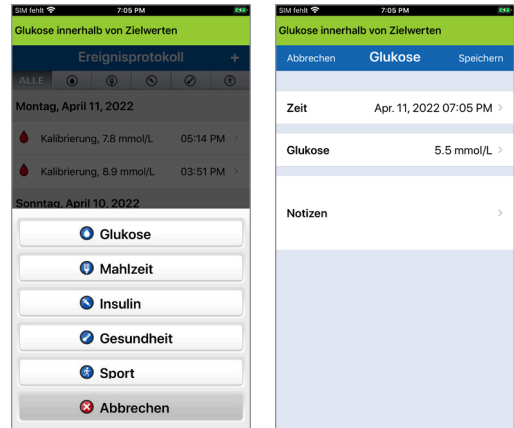 SIM fehlt 7:05 PM
Glukose innerhalb von Zielwerten
Ereignisprotokoll +
ALLE
Montag, April 11, 2022
Kalibrierung, 7.8 mmol/L 05:14 PM >
Kalibrierung, 8.9 mmol/L 03:51 PM >
Sonntag, April 10, 2022
Glukose
Mahlzeit
Insulin
Gesundheit
Sport
Abbrechen
SIM fehlt 7:05 PM
Glukose innerhalb von Zielwerten
Abbrechen Glukose Speichern
Zeit Apr. 11, 2022 07:05 PM >
Glukose 5.5 mmol/L >
Notizen >